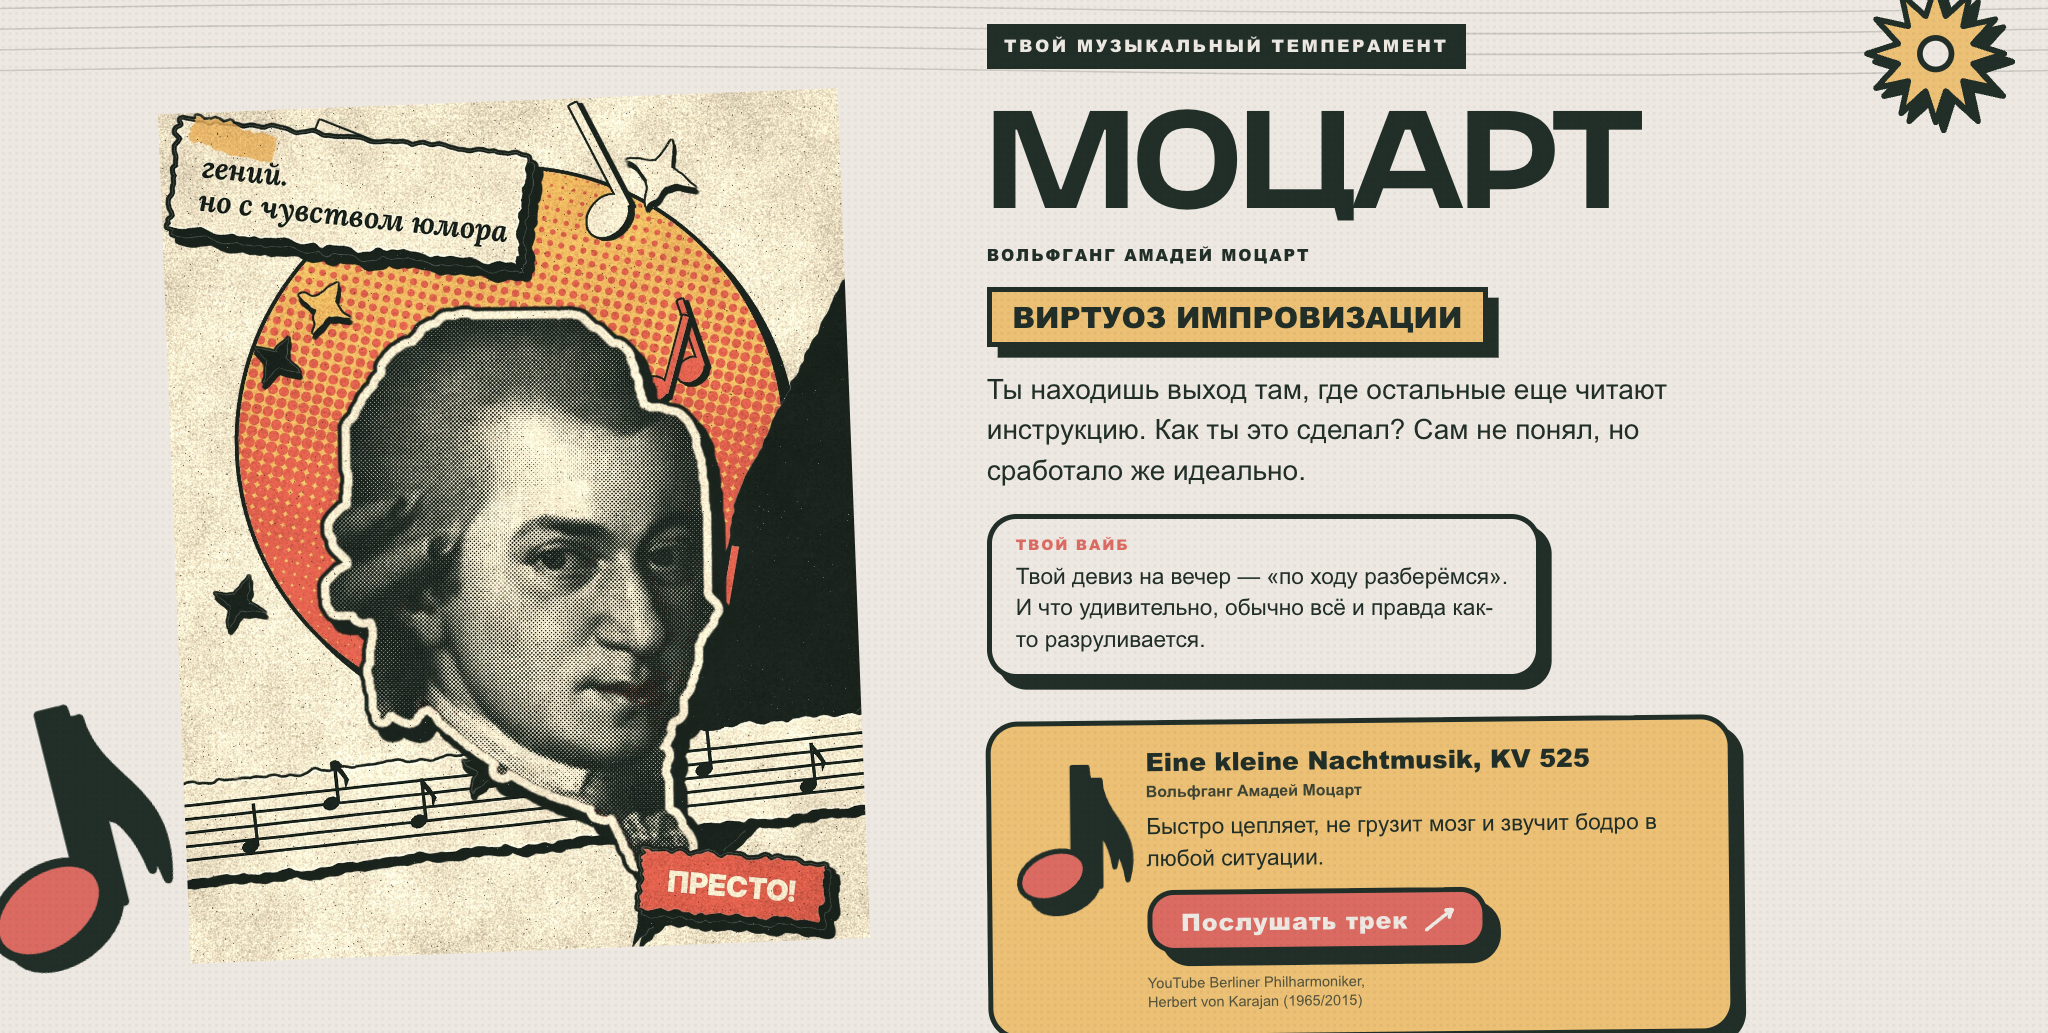 ТВОЙ МУЗЫКАЛЬНЫЙ ТЕМПЕРАМЕНТ
гений.
но с чувством юмора
ПРЕСТО!
МОЦАРТ
ВОЛЬФГАНГ АМАДЕЙ МОЦАРТ
ВИРТУОЗ ИМПРОВИЗАЦИИ
Ты находишь выход там, где остальные еще читают
инструкцию. Как ты это сделал? Сам не понял, но
сработало же идеально.
ТВОЙ ВАЙБ
Твой девиз на вечер — «по ходу разберёмся».
И что удивительно, обычно всё и правда как-
то разруливается.
Eine kleine Nachtmusik, KV 525
Вольфганг Амадей Моцарт
Быстро цепляет, не грузит мозг и звучит бодро в
любой ситуации.
Послушать трек
YouTube Berliner Philharmoniker,
Herbert von Karajan (1965/2015)